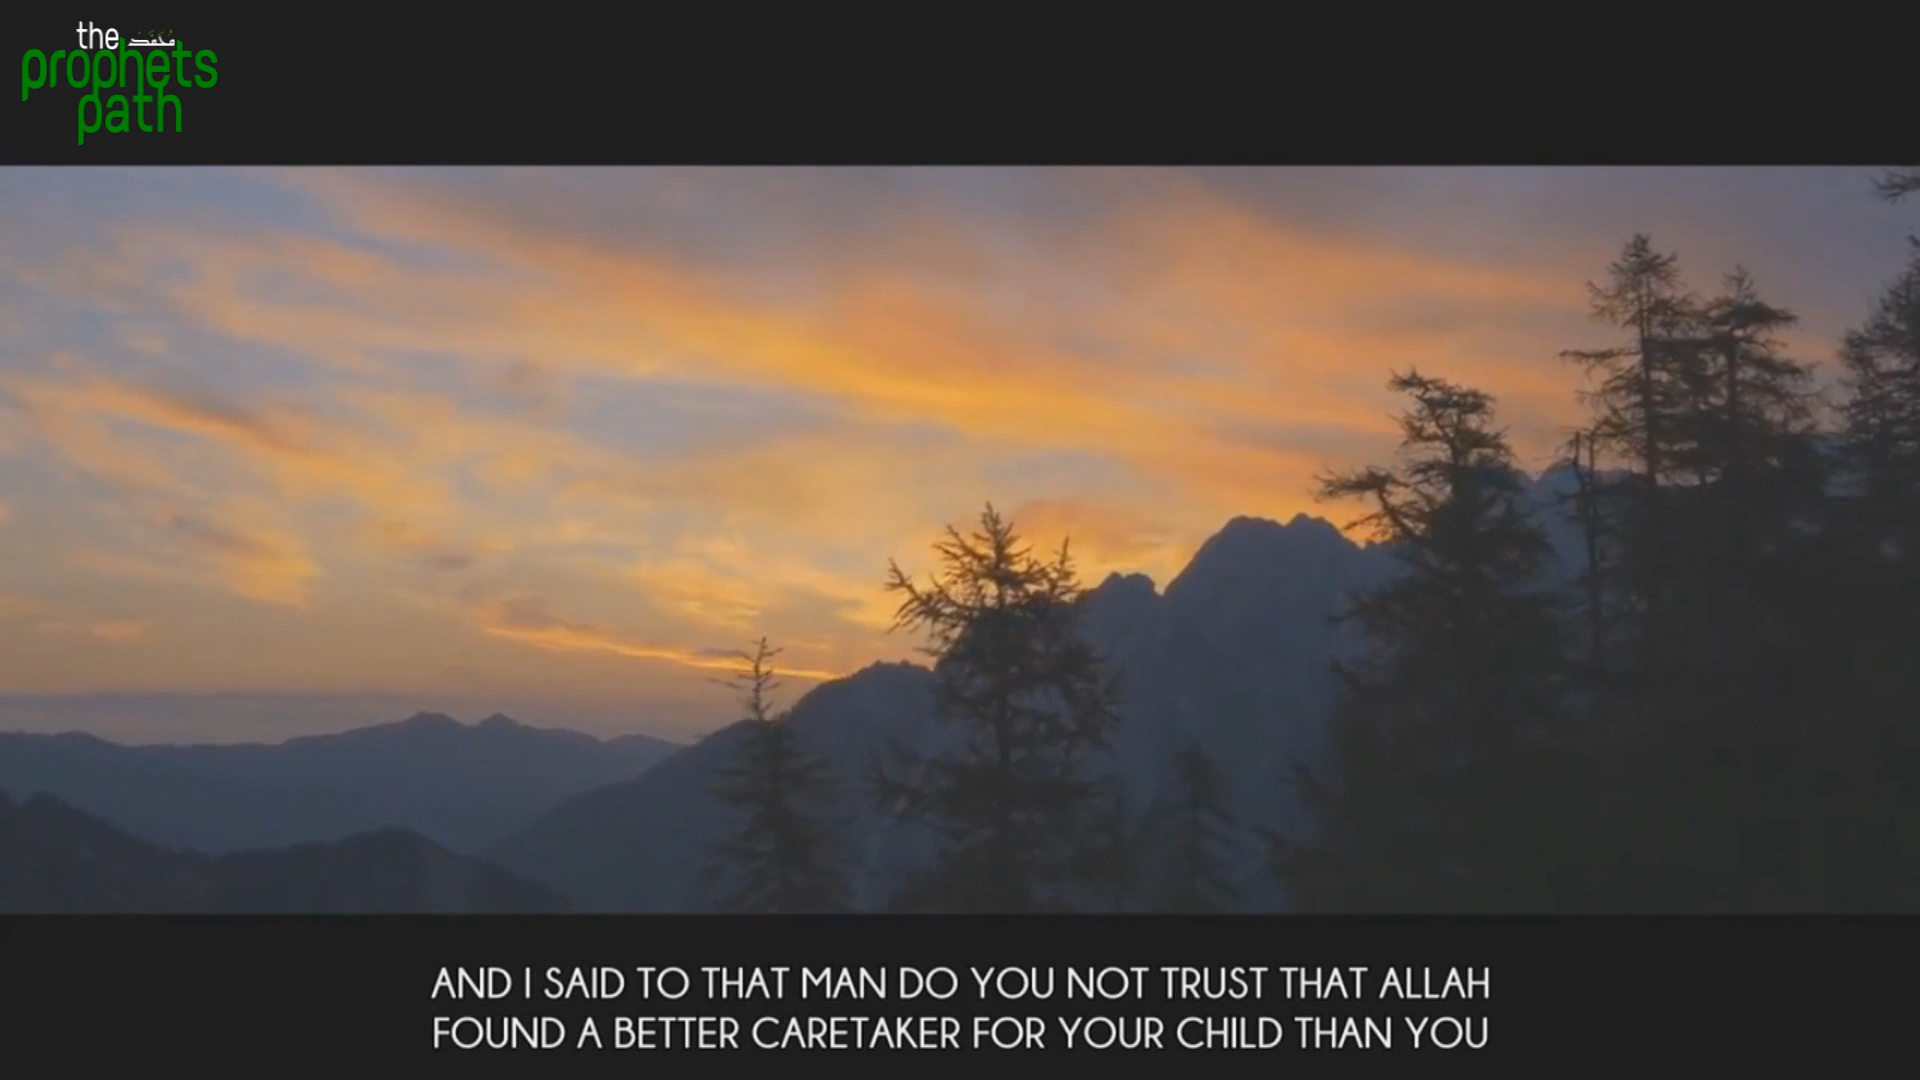 the مُحَمَّد
prophets
path
AND I SAID TO THAT MAN DO YOU NOT TRUST THAT ALLAH
FOUND A BETTER CARETAKER FOR YOUR CHILD THAN YOU